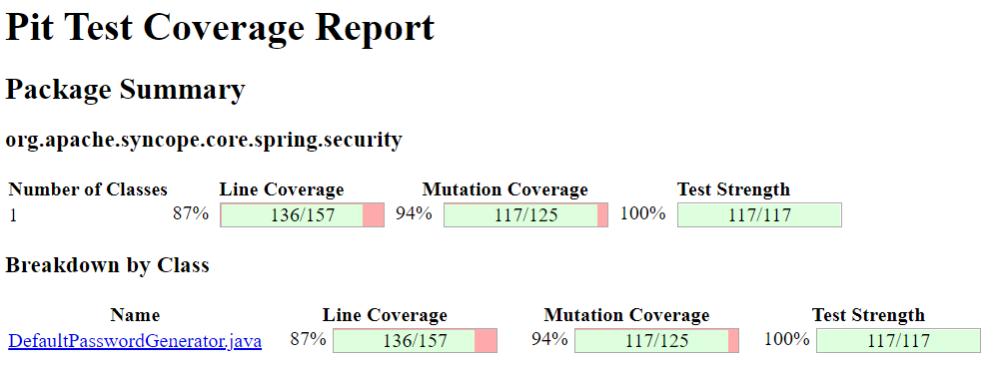 Pit Test Coverage Report
Package Summary
org.apache.syncope.core.spring.security
Number of Classes Line Coverage Mutation Coverage Test Strength
1 87% 136/157 94% 117/125 100% 117/117
Breakdown by Class
Name Line Coverage Mutation Coverage Test Strength
DefaultPasswordGenerator.java 87% 136/157 94% 117/125 100% 117/117